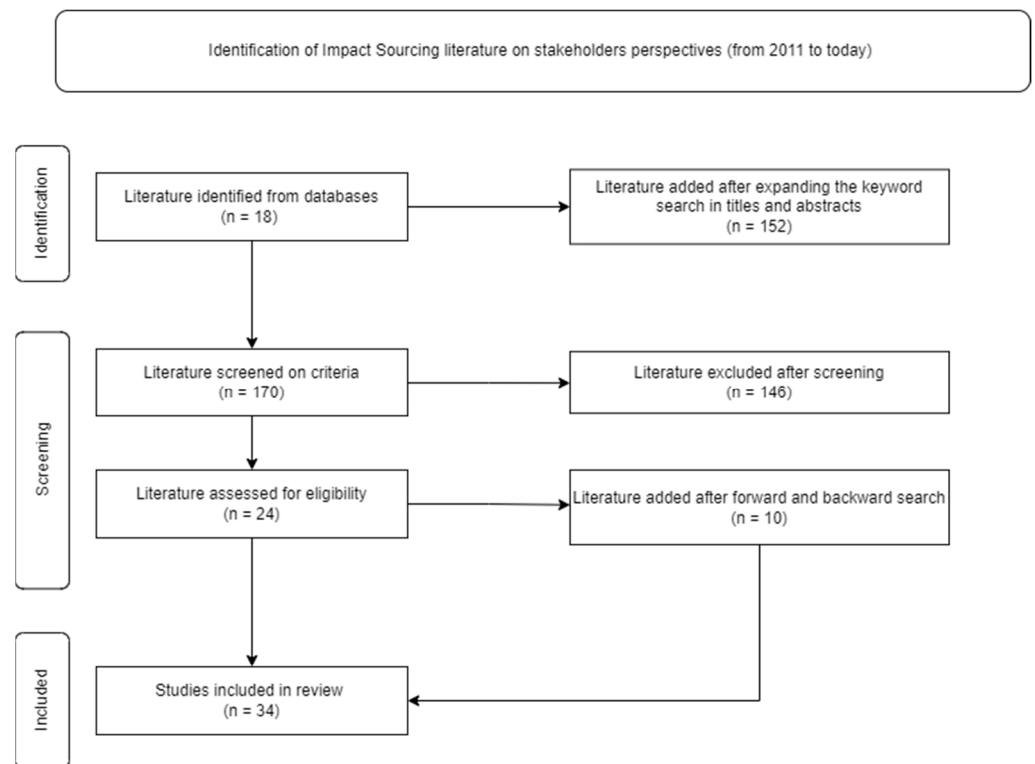 Identification of Impact Sourcing literature on stakeholders perspectives (from 2011 to today)
Identification
Literature identified from databases
(n = 18)
Literature added after expanding the keyword
search in titles and abstracts
(n = 152)
Screening
Literature screened on criteria
(n = 170)
Literature excluded after screening
(n = 146)
Literature assessed for eligibility
(n = 24)
Literature added after forward and backward search
(n = 10)
Included
Studies included in review
(n = 34)